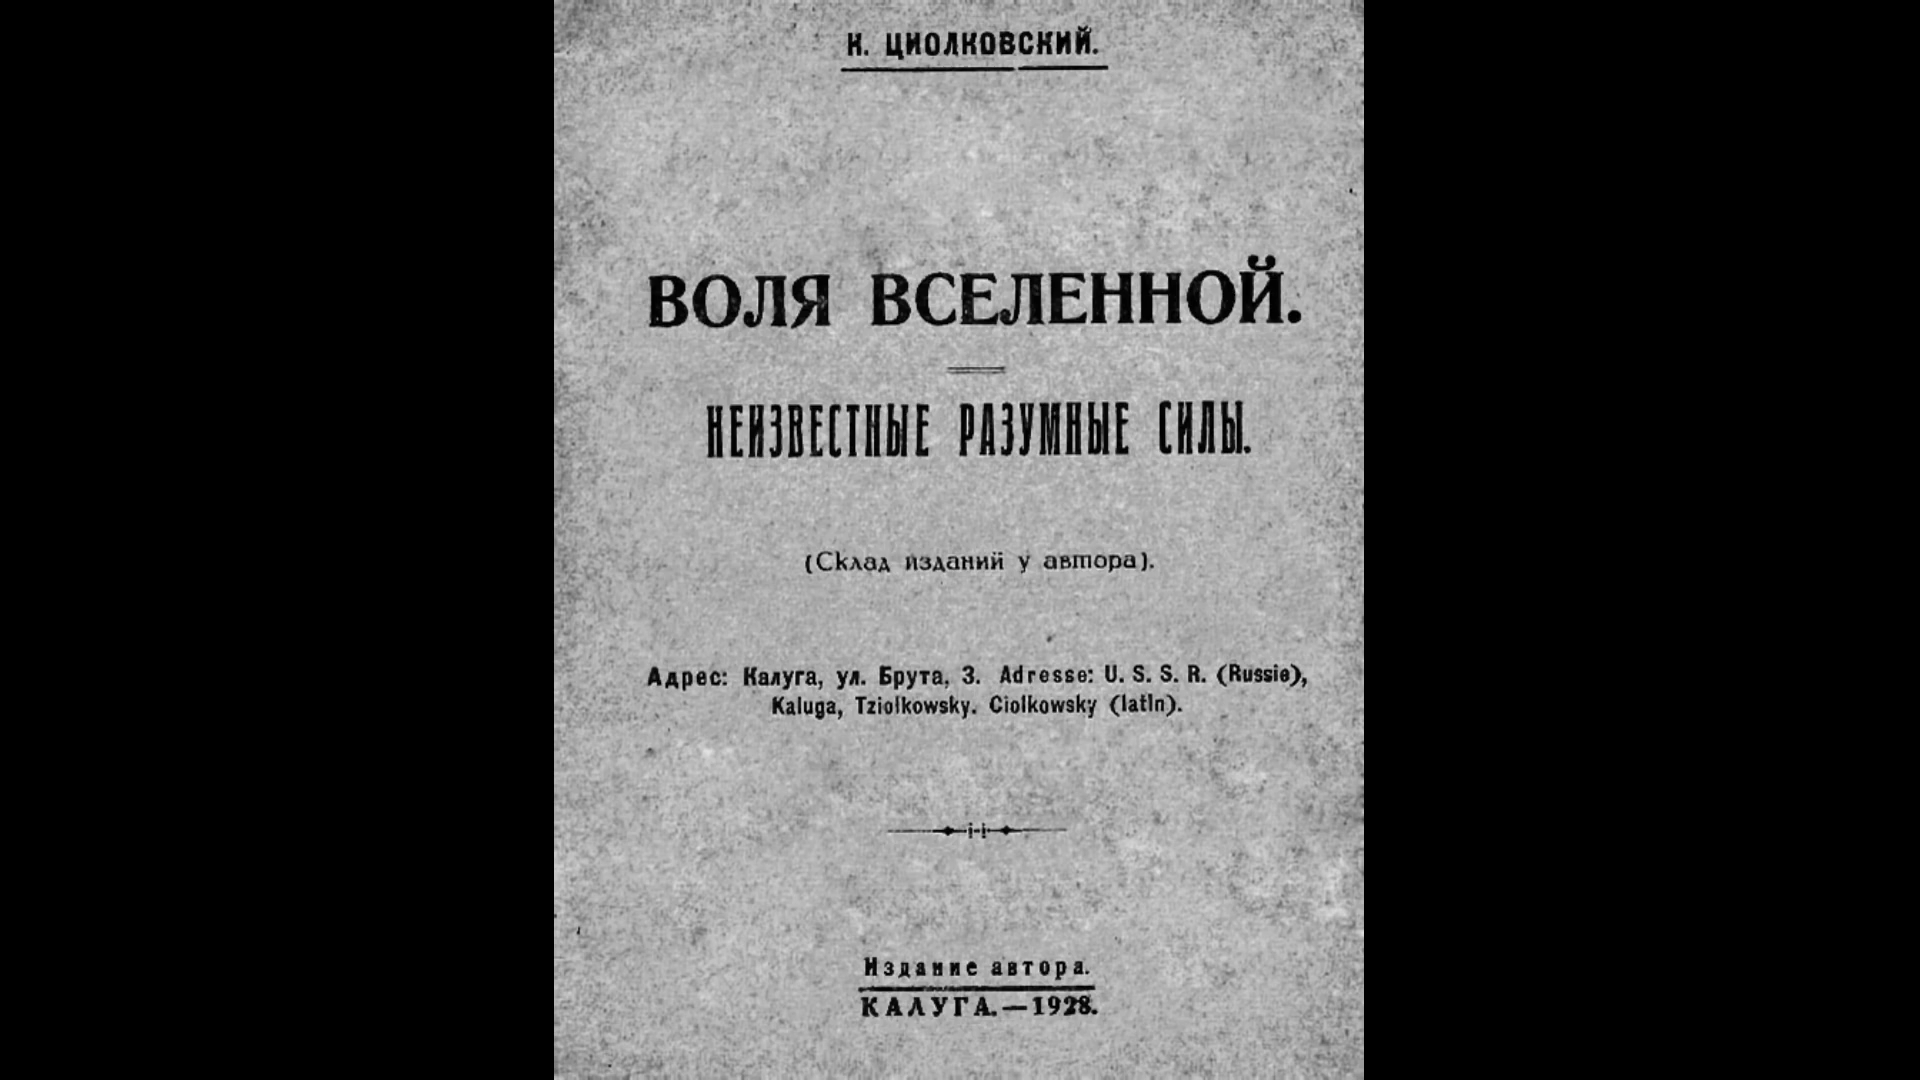 К. ЦИОЛКОВСКИЙ.
ВОЛЯ ВСЕЛЕННОЙ.
НЕИЗВЕСТНЫЕ РАЗУМНЫЕ СИЛЫ.
(Склад изданий у автора).
Адрес: Калуга, ул. Брута, 3. Adresse: U. S. S. R. (Russie),
Kaluga, Tziolkowsky. Ciolkowsky (latin).
Издание автора.
КАЛУГА.—1928.